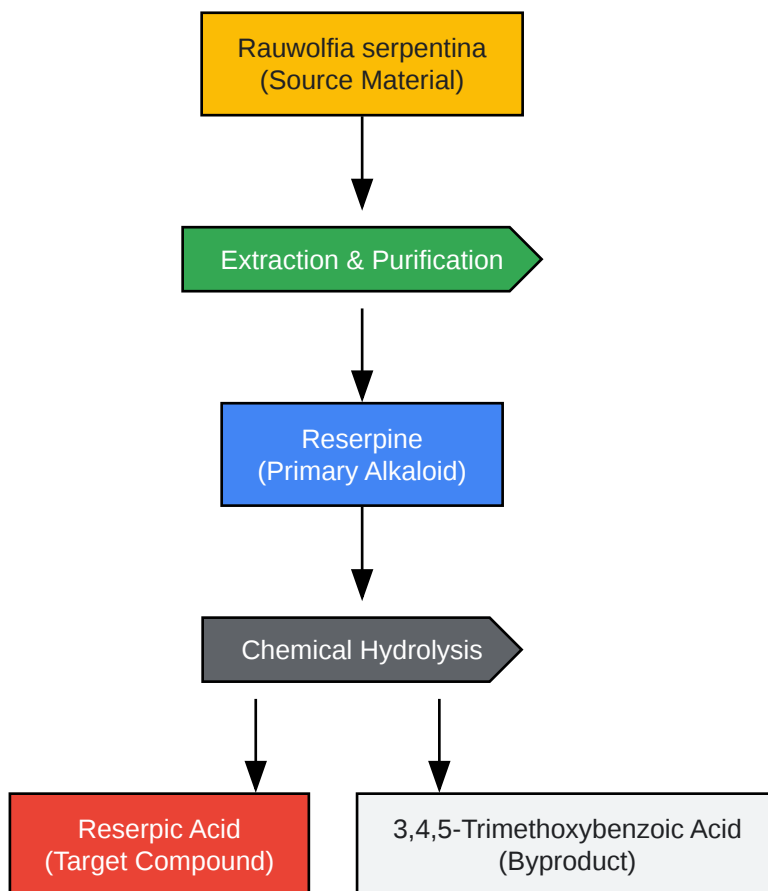 Rauwolfia serpentina
(Source Material)
Extraction & Purification
Reserpine
(Primary Alkaloid)
Chemical Hydrolysis
Reserpic Acid
(Target Compound)
3,4,5-Trimethoxybenzoic Acid
(Byproduct)